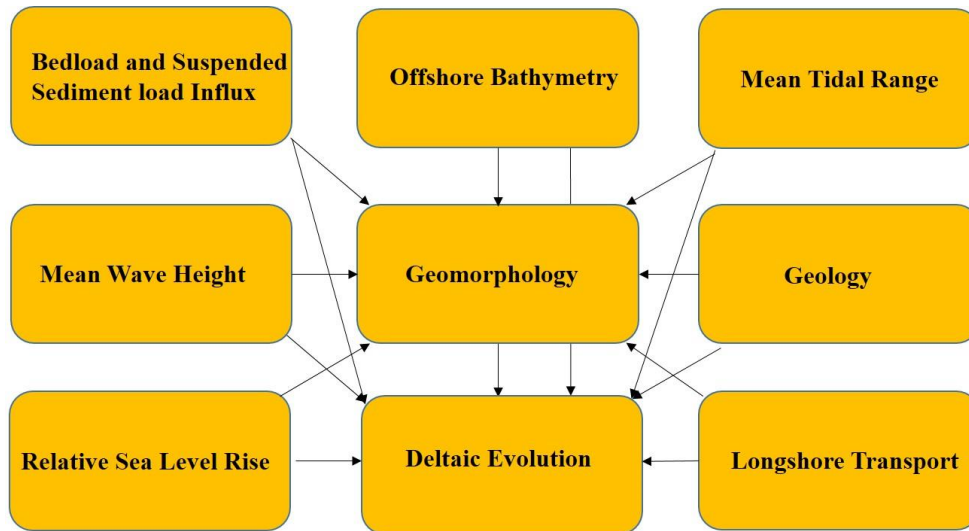 Bedload and Suspended
Sediment load Influx
Offshore Bathymetry
Mean Tidal Range
Mean Wave Height
Geomorphology
Geology
Relative Sea Level Rise
Deltaic Evolution
Longshore Transport